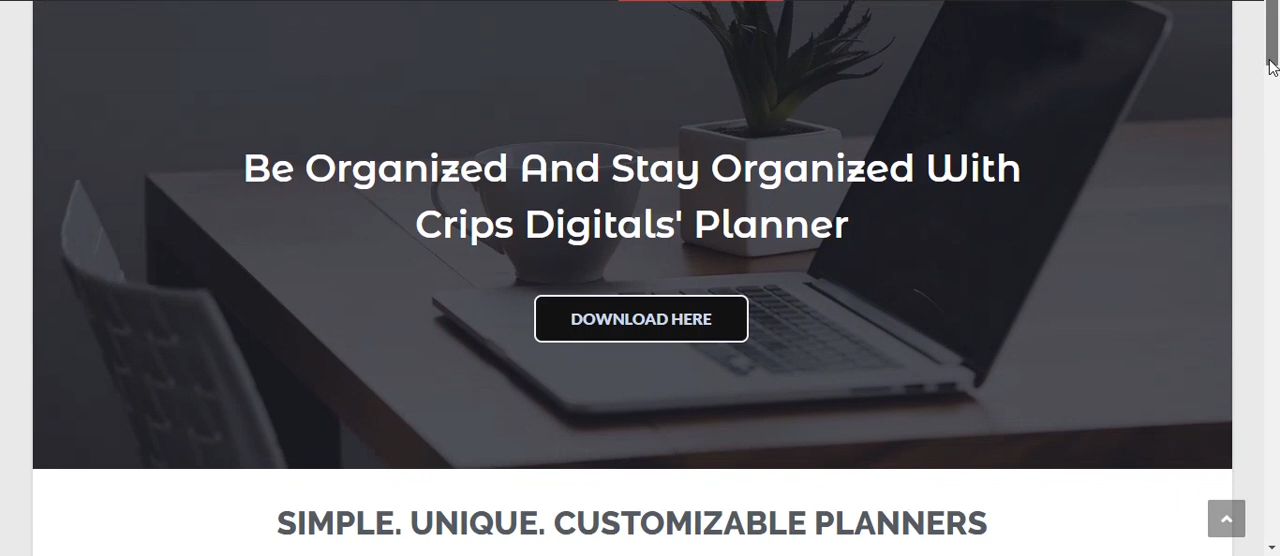 Be Organized And Stay Organized With
Crips Digitals' Planner
DOWNLOAD HERE
SIMPLE. UNIQUE. CUSTOMIZABLE PLANNERS